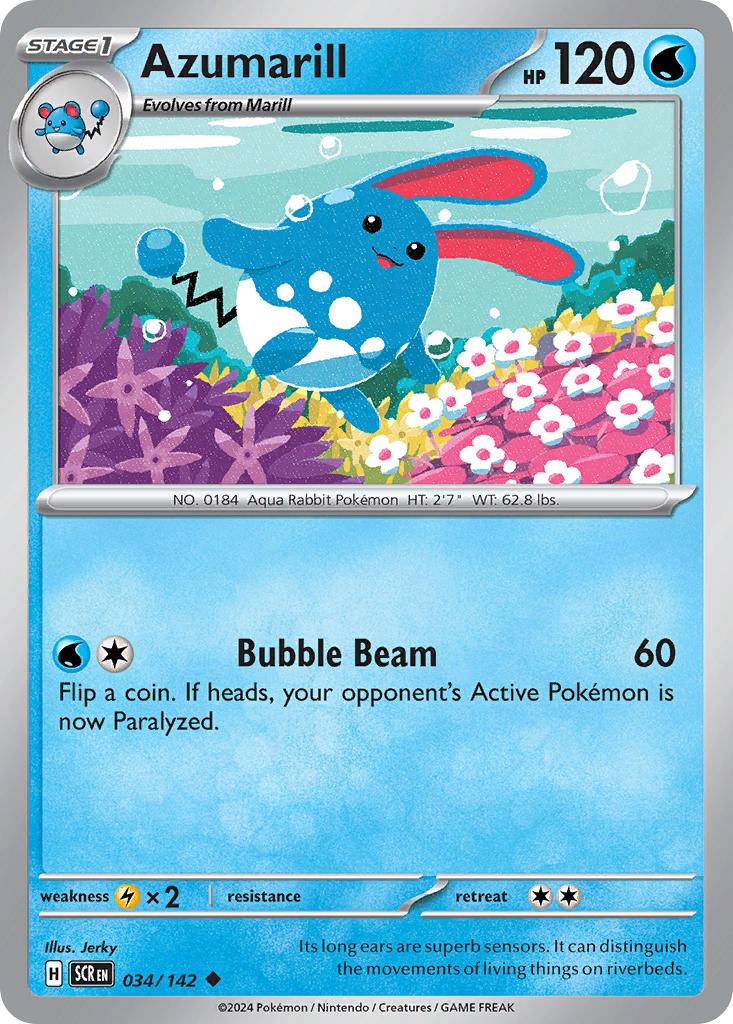 STAGE1
Azumarill
HP 120
Evolves from Marill
NO. 0184 Aqua Rabbit Pokémon HT: 2'7" WT: 62.8 lbs.
Bubble Beam 60
Flip a coin. If heads, your opponent's Active Pokémon is
now Paralyzed.
weakness ×2 resistance retreat
Illus. Jerky
Its long ears are superb sensors. It can distinguish
the movements of living things on riverbeds.
H SCR EN 034/142
©2024 Pokémon / Nintendo / Creatures / GAME FREAK